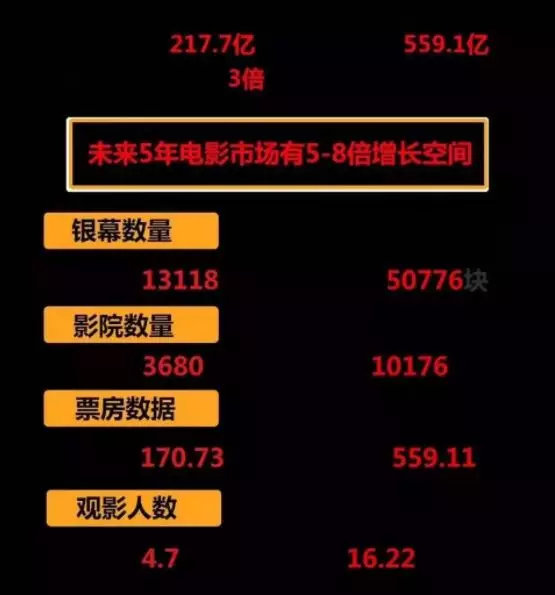 217.7亿 559.1亿
3倍
未来5年电影市场有5-8倍增长空间
银幕数量
13118 50776块
影院数量
3680 10176
票房数据
170.73 559.11
观影人数
4.7 16.22